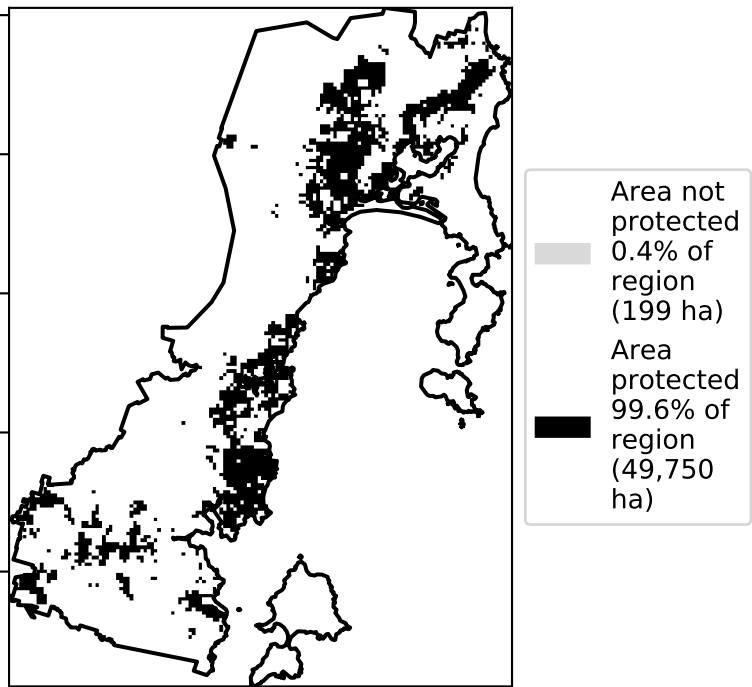 Area not
protected
0.4% of
region
(199 ha)
Area
protected
99.6% of
region
(49,750
ha)